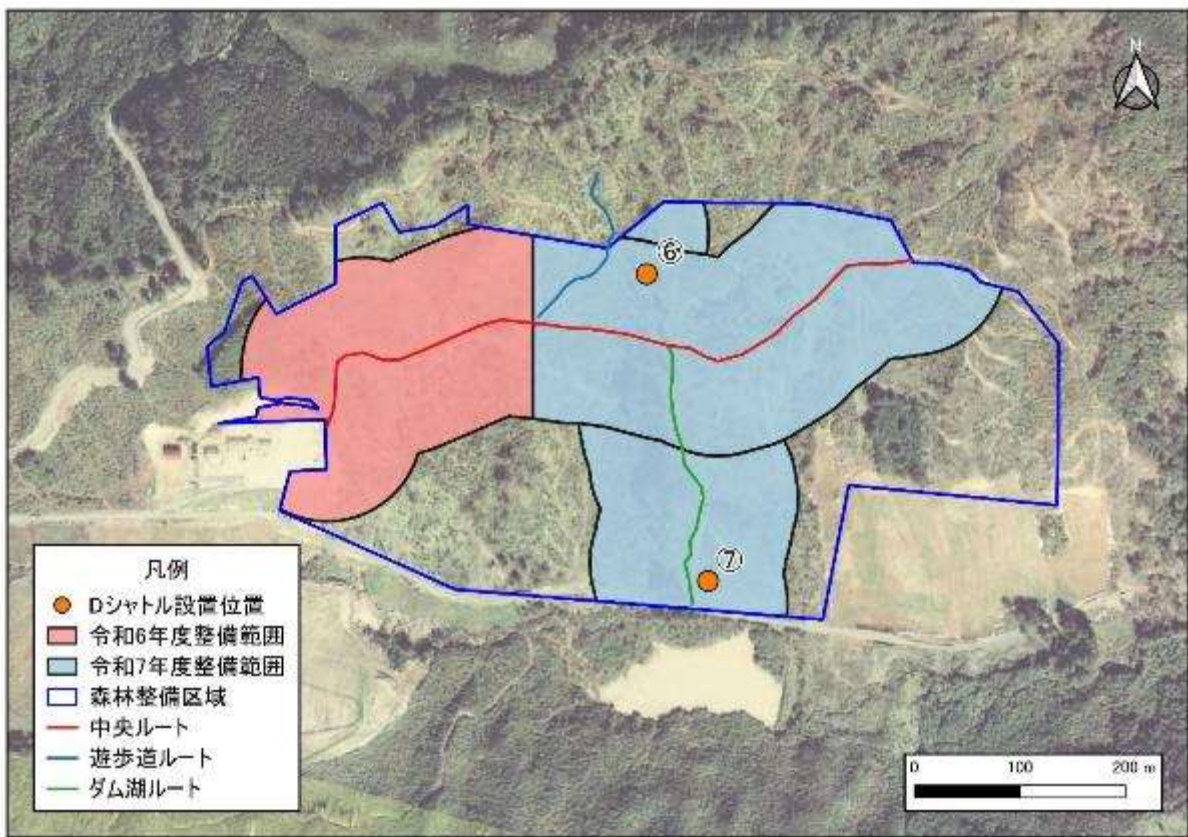 N
⑥
⑦
凡例
Dシャトル設置位置
令和6年度整備範囲
令和7年度整備範囲
森林整備区域
中央ルート
遊歩道ルート
ダム湖ルート
0 100 200 m